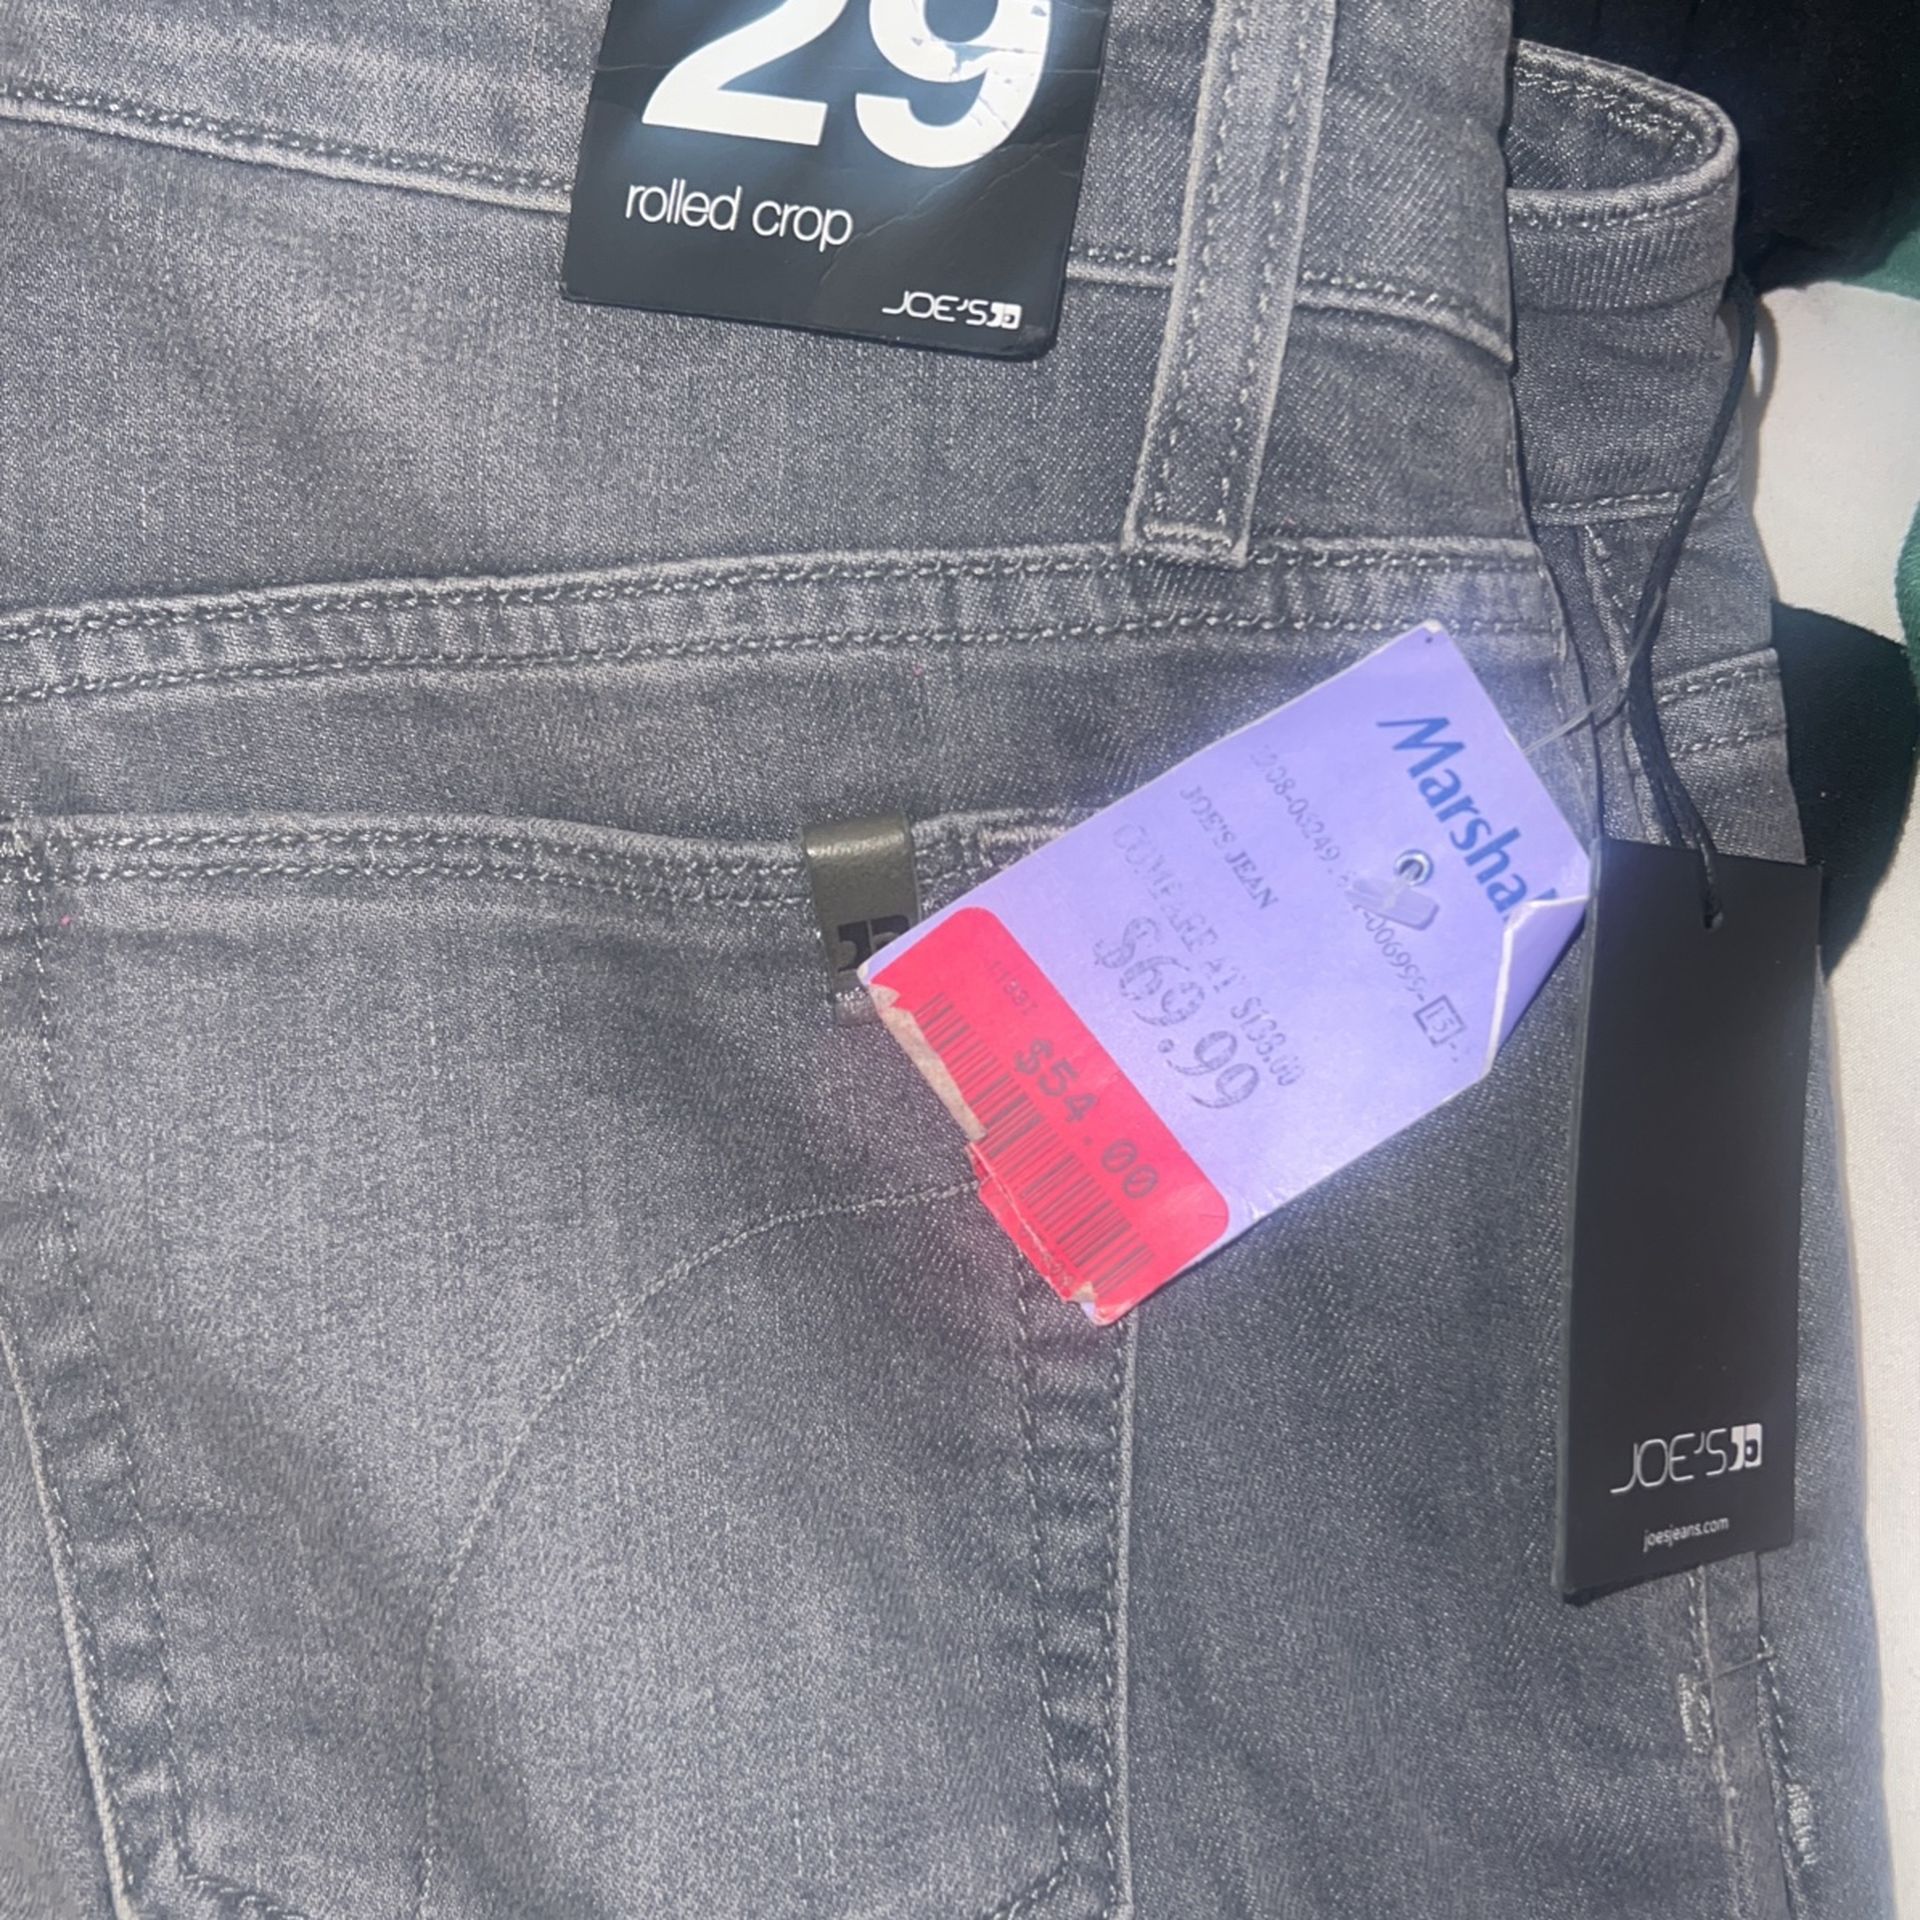 29
rolled crop
JOE'S
Marshal
JOE'S JEAN
COMPARE AT $138.00
$69.99
$54.00
JOE'S
joesjeans.com